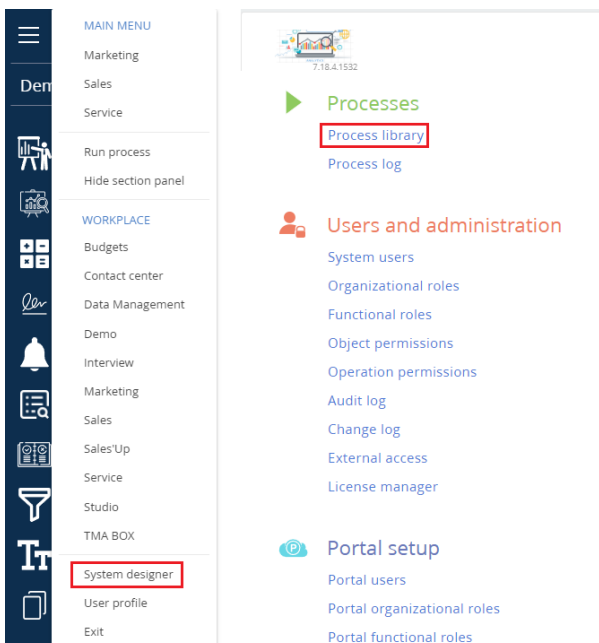 MAIN MENU
Marketing
Sales
Service
Run process
Hide section panel
WORKPLACE
Budgets
Contact center
Data Management
Demo
Interview
Marketing
Sales
Sales'Up
Service
Studio
TMA BOX
System designer
User profile
Exit
Dem
Tт
7.18.4.1532
Processes
Process library
Process log
Users and administration
System users
Organizational roles
Functional roles
Object permissions
Operation permissions
Audit log
Change log
External access
License manager
Portal setup
Portal users
Portal organizational roles
Portal functional roles